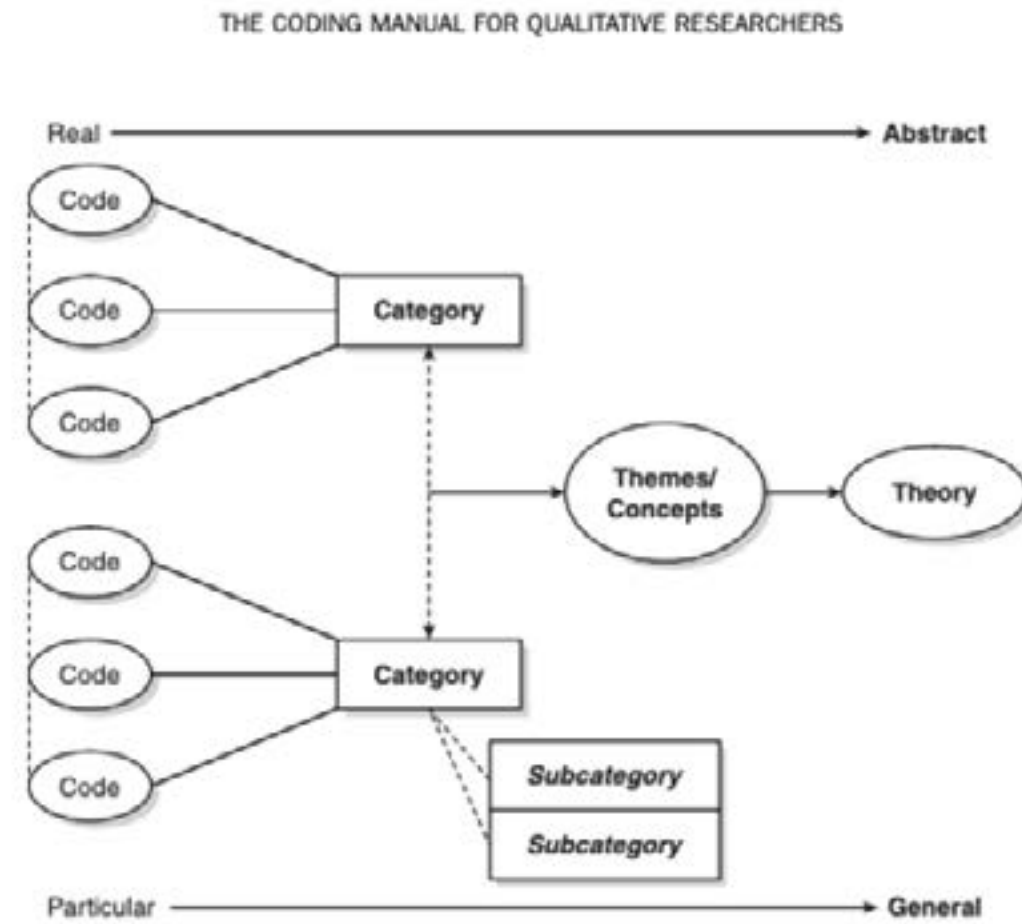 THE CODING MANUAL FOR QUALITATIVE RESEARCHERS
Real
Abstract
Code
Code
Category
Code
Themes/
Concepts
Theory
Code
Code
Category
Code
Subcategory
Subcategory
Particular
General